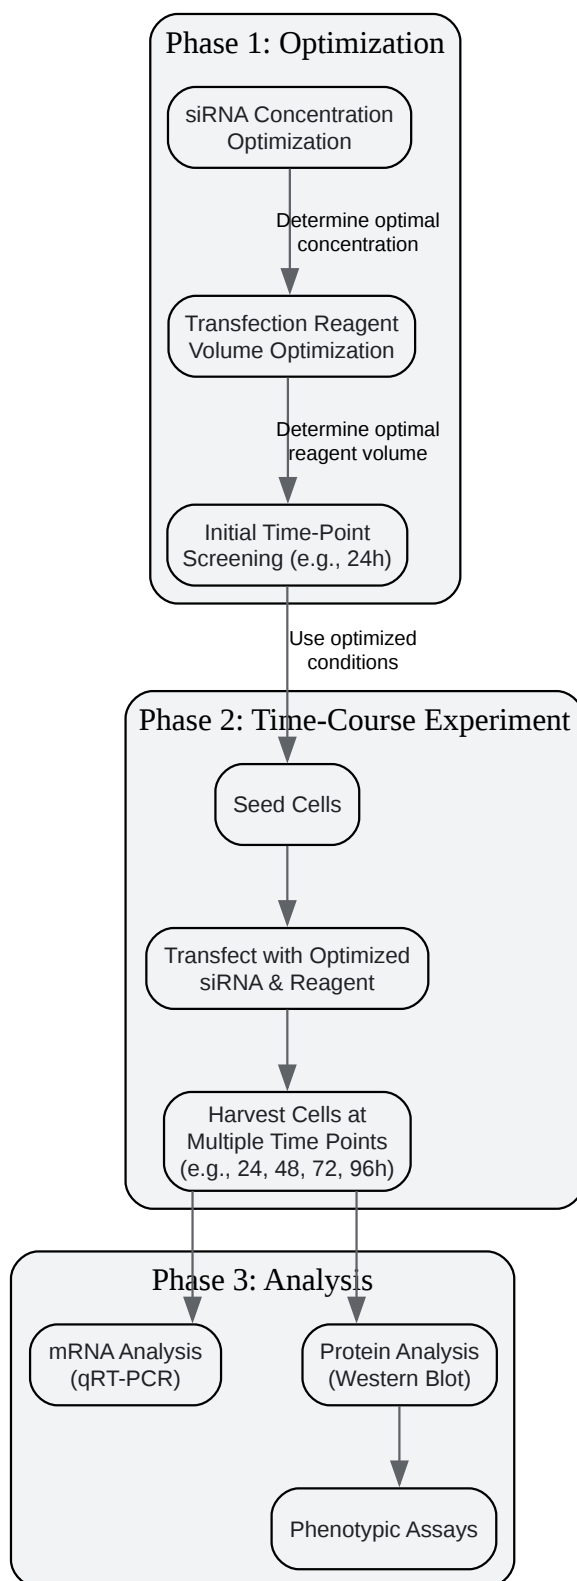 Phase 1: Optimization
siRNA Concentration
Optimization
Determine optimal
concentration
Transfection Reagent
Volume Optimization
Determine optimal
reagent volume
Initial Time-Point
Screening (e.g., 24h)
Use optimized
conditions
Phase 2: Time-Course Experiment
Seed Cells
Transfect with Optimized
siRNA & Reagent
Harvest Cells at
Multiple Time Points
(e.g., 24, 48, 72, 96h)
Phase 3: Analysis
mRNA Analysis
(qRT-PCR)
Protein Analysis
(Western Blot)
Phenotypic Assays